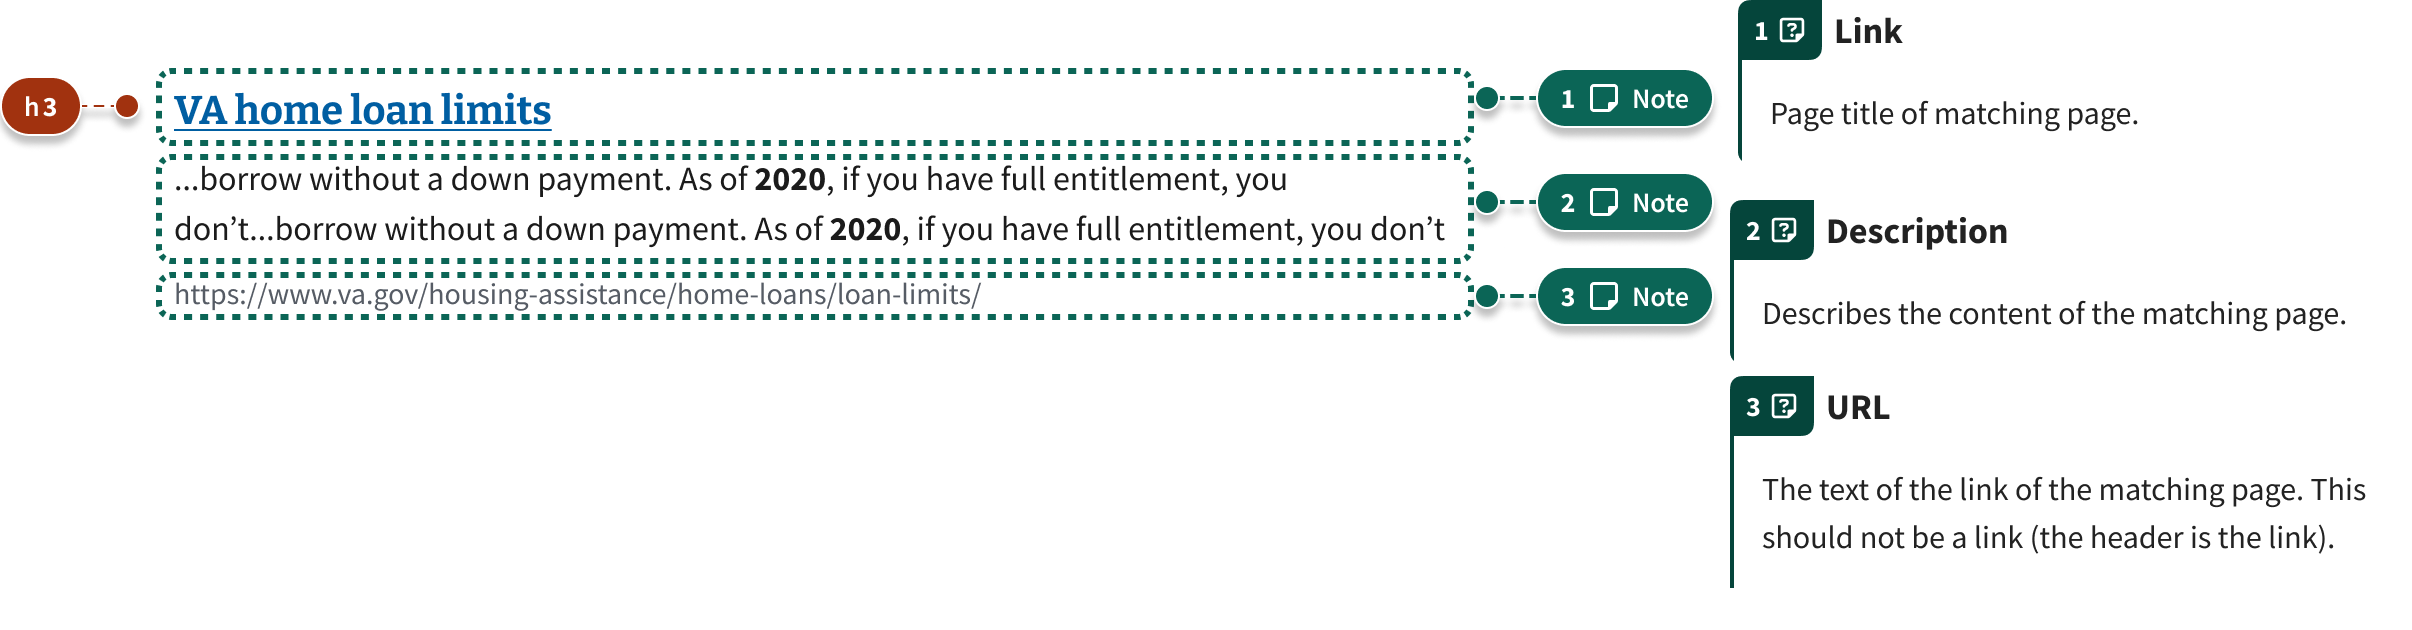 h3
VA home loan limits
...borrow without a down payment. As of 2020, if you have full entitlement, you
don’t...borrow without a down payment. As of 2020, if you have full entitlement, you don’t
https://www.va.gov/housing-assistance/home-loans/loan-limits/
1 Note
2 Note
3 Note
1 Link
Page title of matching page.
2 Description
Describes the content of the matching page.
3 URL
The text of the link of the matching page. This
should not be a link (the header is the link).